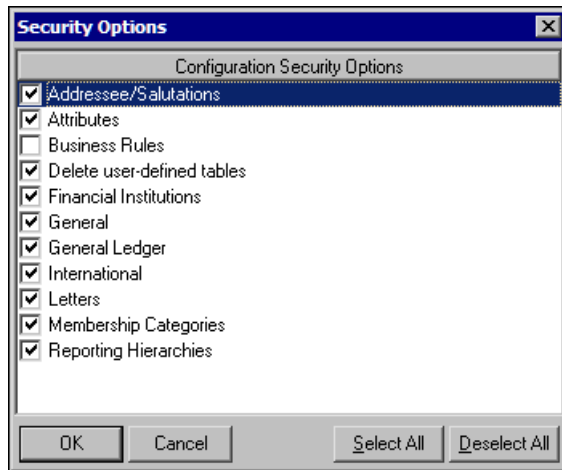 Security Options
Configuration Security Options
Addressee/Salutations
Attributes
Business Rules
Delete user-defined tables
Financial Institutions
General
General Ledger
International
Letters
Membership Categories
Reporting Hierarchies
OK Cancel Select All Deselect All